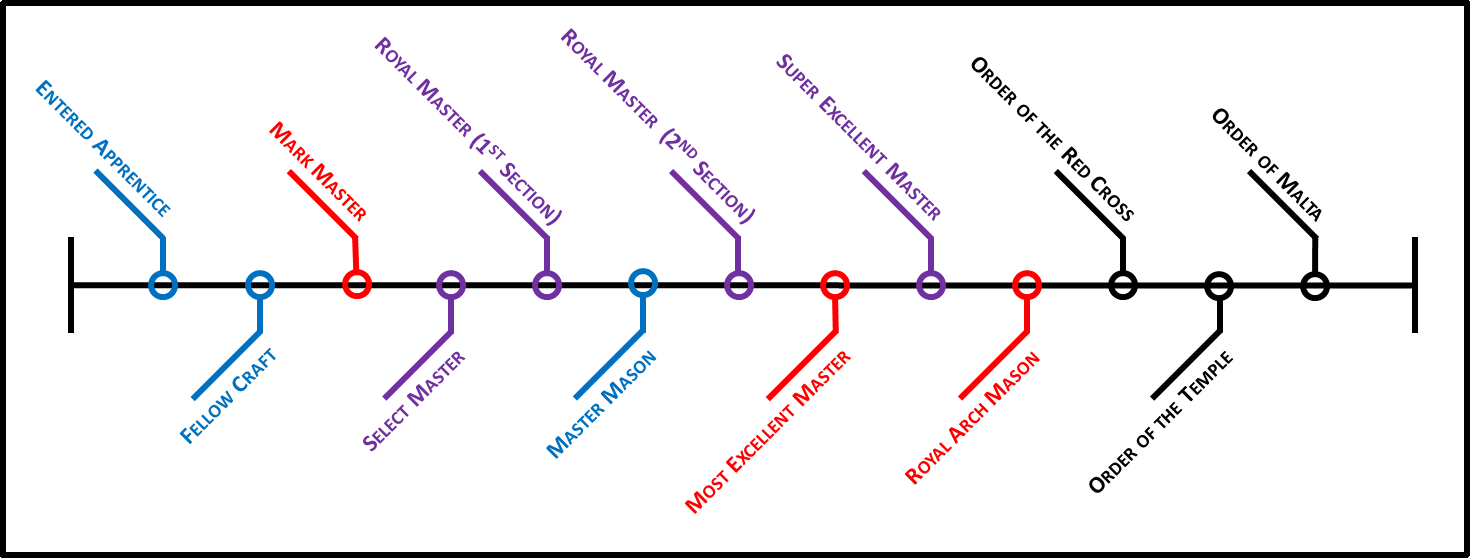 Entered Apprentice
Fellow Craft
Mark Master
Select Master
Royal Master (1st Section)
Master Mason
Royal Master (2nd Section)
Most Excellent Master
Super Excellent Master
Royal Arch Mason
Order of the Red Cross
Order of the Temple
Order of Malta